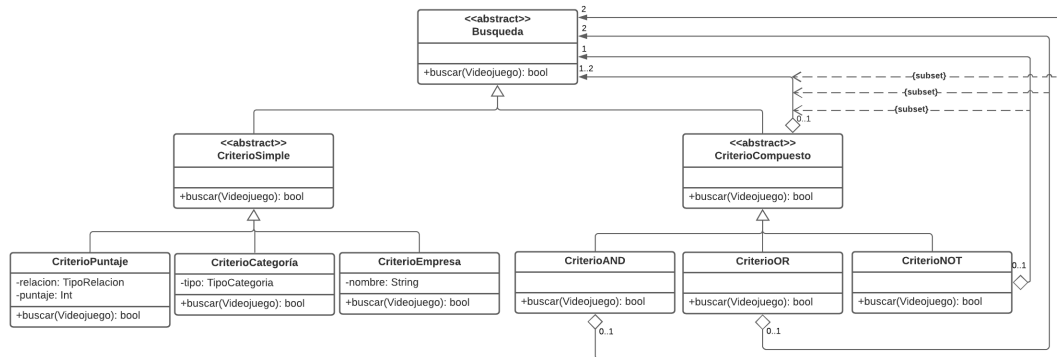 <<abstract>>
Busqueda
+buscar(Videojuego): bool
2
2
1
1..2
{subset}
{subset}
{subset}
0..1
<<abstract>>
CriterioSimple
+buscar(Videojuego): bool
<<abstract>>
CriterioCompuesto
+buscar(Videojuego): bool
CriterioPuntaje
-relacion: TipoRelacion
-puntaje: Int
+buscar(Videojuego): bool
CriterioCategoría
-tipo: TipoCategoria
+buscar(Videojuego): bool
CriterioEmpresa
-nombre: String
+buscar(Videojuego): bool
CriterioAND
+buscar(Videojuego): bool
0..1
CriterioOR
+buscar(Videojuego): bool
0..1
CriterioNOT
+buscar(Videojuego): bool
0..1